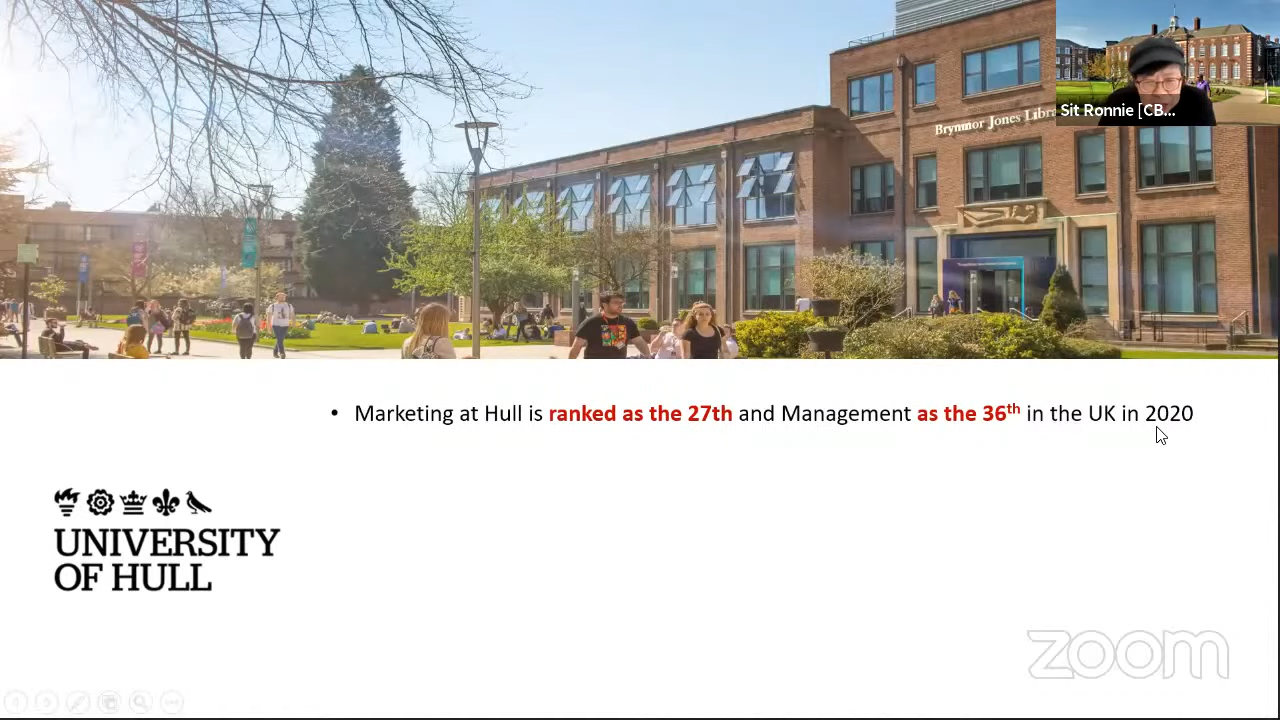 Brynmor Jones Libra
Sit Ronnie [CB...
• Marketing at Hull is ranked as the 27th and Management as the 36th in the UK in 2020
UNIVERSITY
OF HULL
zoom